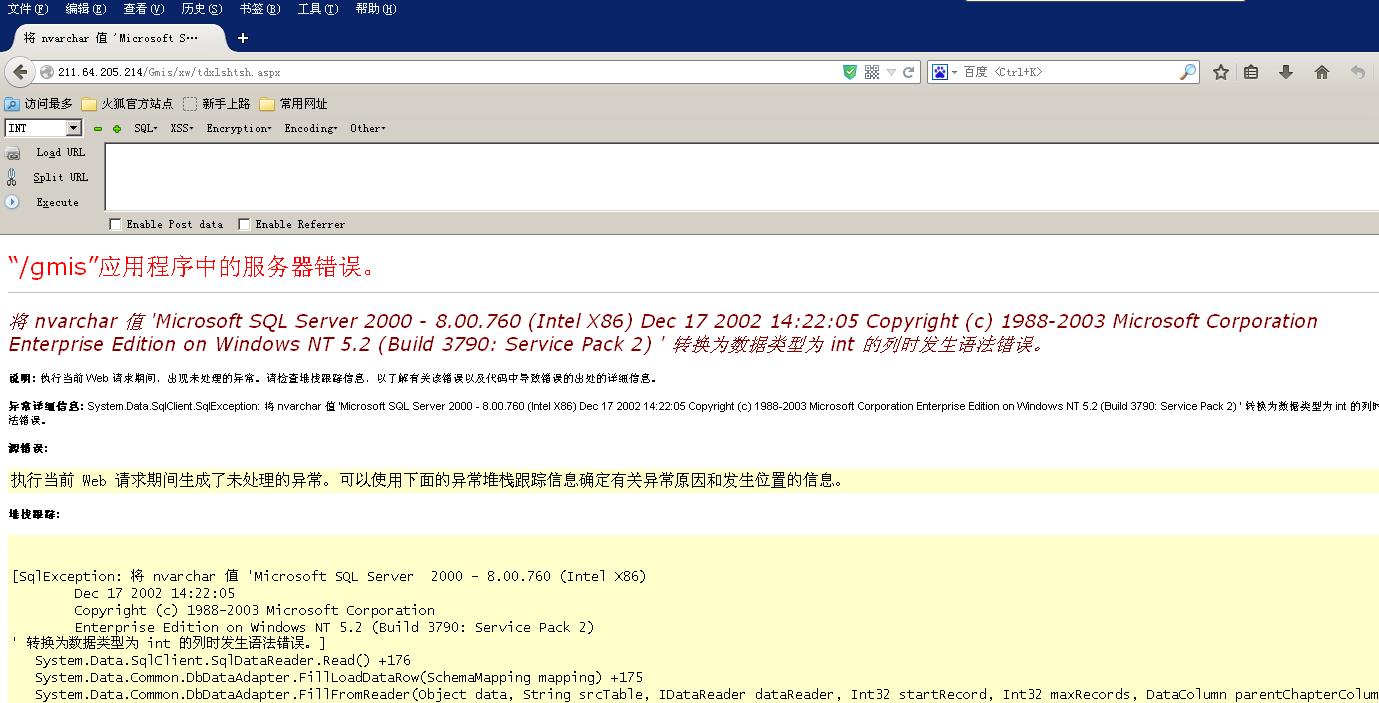 文件(F) 编辑(E) 查看(V) 历史(S) 书签(B) 工具(T) 帮助(H)
将 nvarchar 值 'Microsoft S...
211.64.205.214/Gmis/xw/tdxlshtsh.aspx 百度 <Ctrl+K>
访问最多 火狐官方站点 新手上路 常用网址
INT SQL XSS Encryption Encoding Other
Load URL
Split URL
Execute
Enable Post data Enable Referrer
“/gmis”应用程序中的服务器错误。
将 nvarchar 值 'Microsoft SQL Server 2000 - 8.00.760 (Intel X86) Dec 17 2002 14:22:05 Copyright (c) 1988-2003 Microsoft Corporation
Enterprise Edition on Windows NT 5.2 (Build 3790: Service Pack 2) ' 转换为数据类型为 int 的列时发生语法错误。
说明: 执行当前 Web 请求期间，出现未处理的异常。请检查堆栈跟踪信息，以了解有关该错误以及代码中导致错误的出处的详细信息。
异常详细信息: System.Data.SqlClient.SqlException: 将 nvarchar 值 'Microsoft SQL Server 2000 - 8.00.760 (Intel X86) Dec 17 2002 14:22:05 Copyright (c) 1988-2003 Microsoft Corporation Enterprise Edition on Windows NT 5.2 (Build 3790: Service Pack 2) ' 转换为数据类型为 int 的列时
法错误。
源错误:
执行当前 Web 请求期间生成了未处理的异常。可以使用下面的异常堆栈跟踪信息确定有关异常原因和发生位置的信息。
堆栈跟踪:
[SqlException: 将 nvarchar 值 'Microsoft SQL Server  2000 - 8.00.760 (Intel X86)
Dec 17 2002 14:22:05
Copyright (c) 1988-2003 Microsoft Corporation
Enterprise Edition on Windows NT 5.2 (Build 3790: Service Pack 2)
' 转换为数据类型为 int 的列时发生语法错误。]
System.Data.SqlClient.SqlDataReader.Read() +176
System.Data.Common.DbDataAdapter.FillLoadDataRow(SchemaMapping mapping) +175
System.Data.Common.DbDataAdapter.FillFromReader(Object data, String srcTable, IDataReader dataReader, Int32 startRecord, Int32 maxRecords, DataColumn parentChapterColum